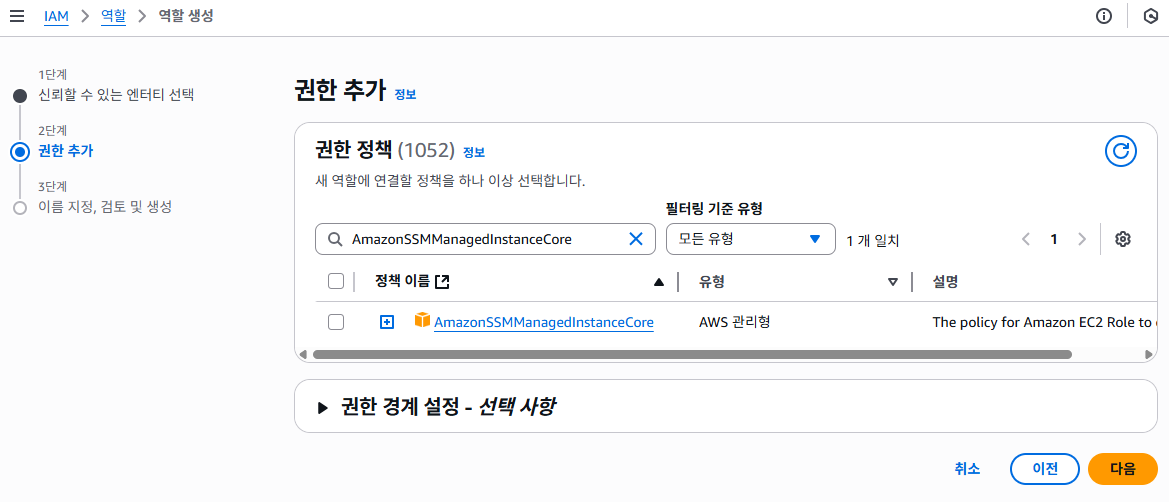 IAM > 역할 > 역할 생성
1단계
신뢰할 수 있는 엔터티 선택
2단계
권한 추가
3단계
이름 지정, 검토 및 생성
권한 추가 정보
권한 정책 (1052) 정보
새 역할에 연결할 정책을 하나 이상 선택합니다.
필터링 기준 유형
AmazonSSMManagedInstanceCore 모든 유형 1 개 일치 1
정책 이름 유형 설명
AmazonSSMManagedInstanceCore AWS 관리형 The policy for Amazon EC2 Role to
권한 경계 설정 - 선택 사항
취소 이전 다음